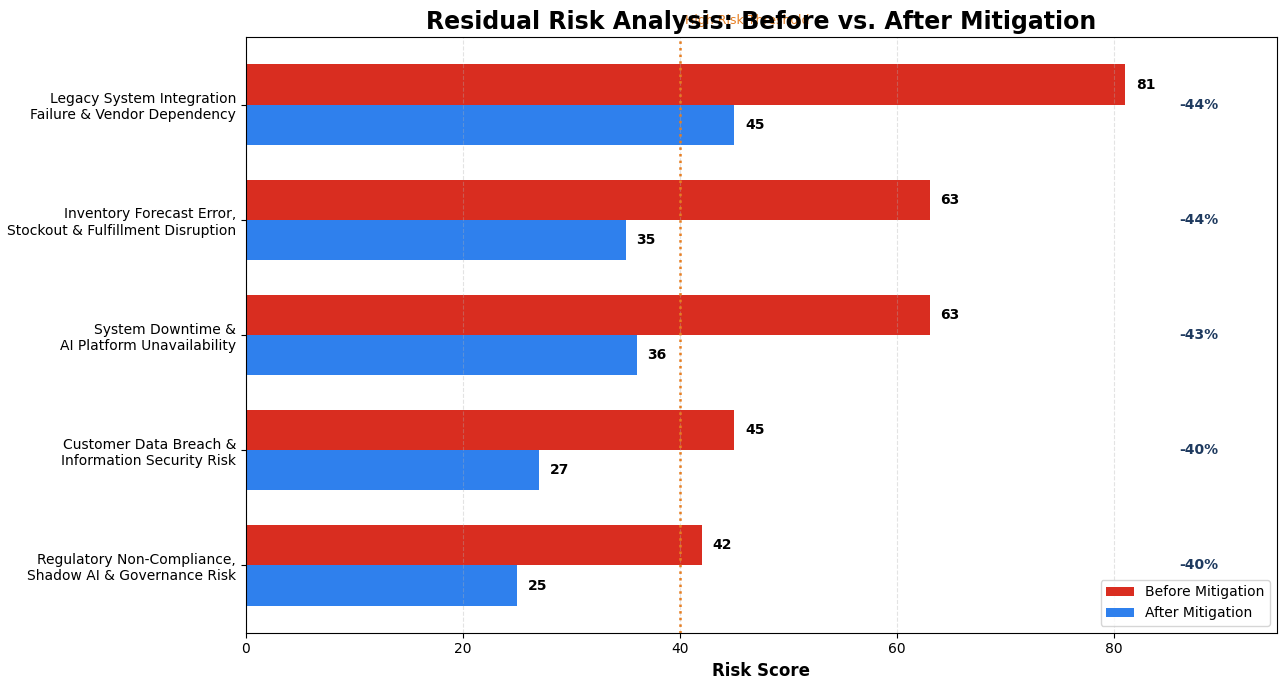 Residual Risk Analysis: Before vs. After Mitigation
Legacy System Integration
Failure & Vendor Dependency
81
45
-44%
Inventory Forecast Error,
Stockout & Fulfillment Disruption
63
35
-44%
System Downtime &
AI Platform Unavailability
63
36
-43%
Customer Data Breach &
Information Security Risk
45
27
-40%
Regulatory Non-Compliance,
Shadow AI & Governance Risk
42
25
-40%
Before Mitigation
After Mitigation
0 20 40 60 80
Risk Score